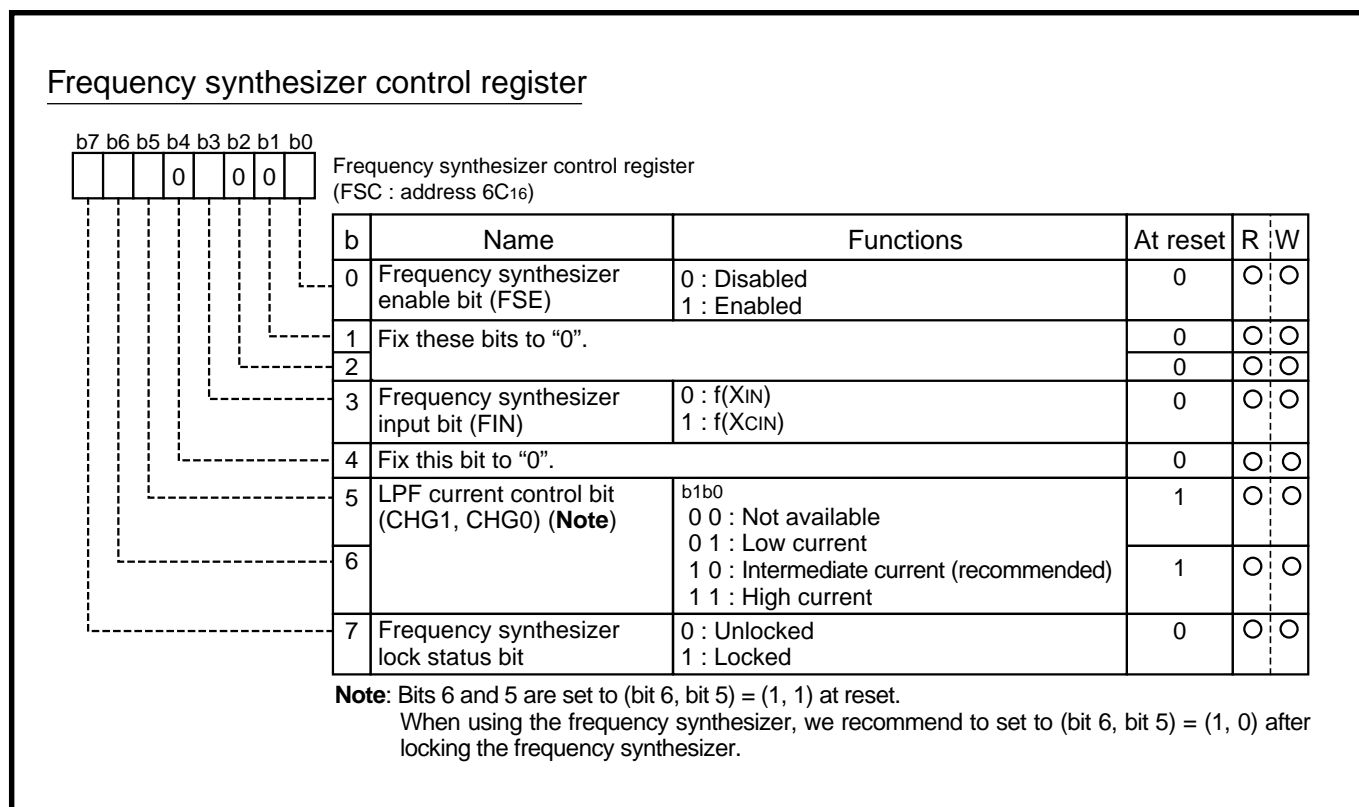 Frequency synthesizer control register
b7 b6 b5 b4 b3 b2 b1 b0
0 0 0
Frequency synthesizer control register
(FSC : address 6C16)
b Name Functions At reset R W
0 Frequency synthesizer enable bit (FSE) 0 : Disabled 0
1 : Enabled
1 Fix these bits to “0”. 0
2 0
3 Frequency synthesizer input bit (FIN) 0 : f(XIN) 0
1 : f(XCIN)
4 Fix this bit to “0”. 0
5 LPF current control bit (CHG1, CHG0) (Note) b1b0 1
0 0 : Not available
0 1 : Low current
6 1 0 : Intermediate current (recommended) 1
1 1 : High current
7 Frequency synthesizer lock status bit 0 : Unlocked 0
1 : Locked
Note: Bits 6 and 5 are set to (bit 6, bit 5) = (1, 1) at reset.
When using the frequency synthesizer, we recommend to set to (bit 6, bit 5) = (1, 0) after
locking the frequency synthesizer.